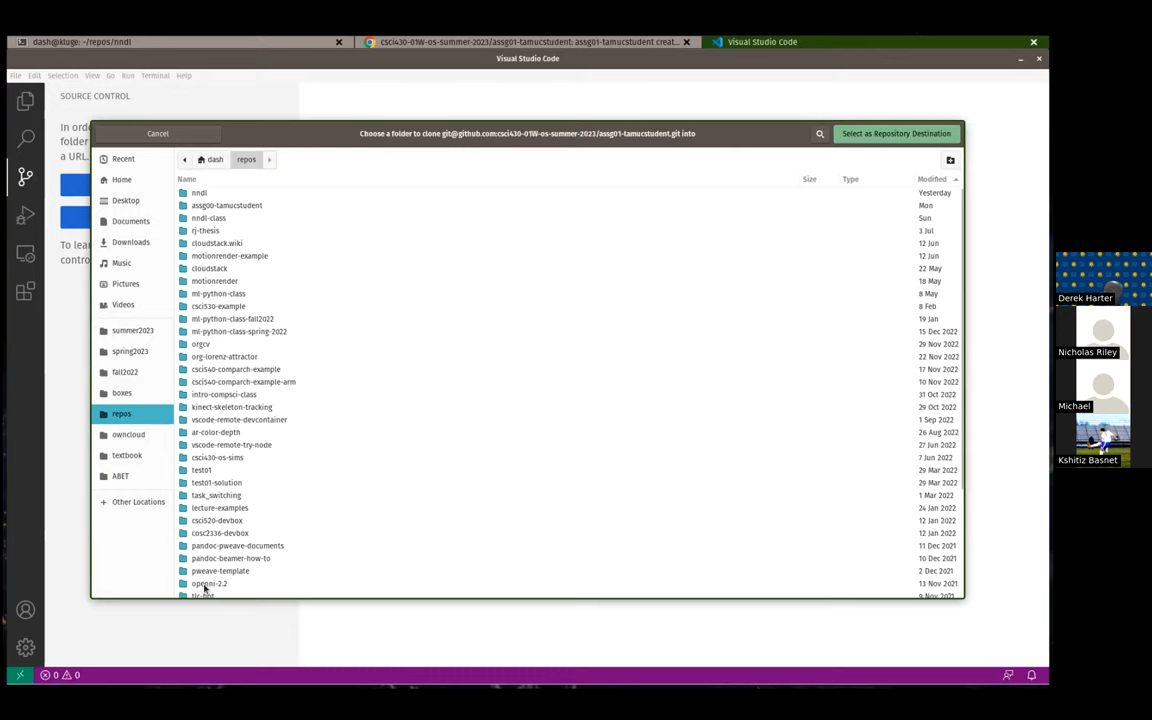 dash@kluge: ~/repos/nndl
csci430-01W-os-summer-2023/assg01-tamucstudent: assg01-tamucstudent creat...
Visual Studio Code
Visual Studio Code
File Edit Selection View Go Run Terminal Help
SOURCE CONTROL
In orde
folder
a URL.
To lear
contro
Cancel
Choose a folder to clone git@github.com:csci430-01W-os-summer-2023/assg01-tamucstudent.git into
Select as Repository Destination
Recent
Home
Desktop
Documents
Downloads
Music
Pictures
Videos
summer2023
spring2023
fall2022
boxes
repos
owncloud
textbook
ABET
Other Locations
dash repos
Name Size Type Modified
nndl Yesterday
assg00-tamucstudent Mon
nndl-class Sun
rj-thesis 3 Jul
cloudstack.wiki 12 Jun
motionrender-example 12 Jun
cloudstack 22 May
motionrender 18 May
ml-python-class 8 May
csci530-example 8 Feb
ml-python-class-fall2022 19 Jan
ml-python-class-spring-2022 15 Dec 2022
orgcv 29 Nov 2022
org-lorenz-attractor 22 Nov 2022
csci540-comparch-example 17 Nov 2022
csci540-comparch-example-arm 10 Nov 2022
intro-compsci-class 31 Oct 2022
kinect-skeleton-tracking 29 Oct 2022
vscode-remote-devcontainer 1 Sep 2022
ar-color-depth 26 Aug 2022
vscode-remote-try-node 27 Jun 2022
csci430-os-sims 7 Jun 2022
test01 29 Mar 2022
test01-solution 29 Mar 2022
task_switching 1 Mar 2022
lecture-examples 24 Jan 2022
csci520-devbox 12 Jan 2022
cosc2336-devbox 12 Jan 2022
pandoc-pweave-documents 11 Dec 2021
pandoc-beamer-how-to 10 Dec 2021
pweave-template 2 Dec 2021
openni-2.2 13 Nov 2021
9 Nov 2021
0 0
Derek Harter
Nicholas Riley
Michael
Kshitiz Basnet